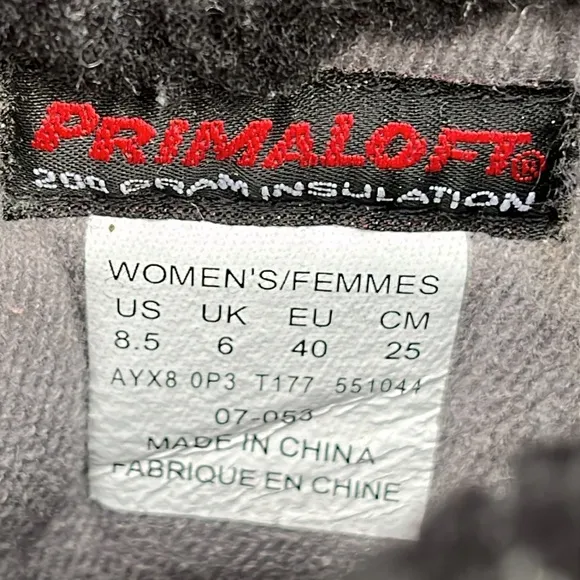 PRIMALOFT®
200 GRAM INSULATION
WOMEN'S/FEMMES
US UK EU CM
8.5 6 40 25
AYX8 0P3 T177 551044
07-053
MADE IN CHINA
FABRIQUE EN CHINE